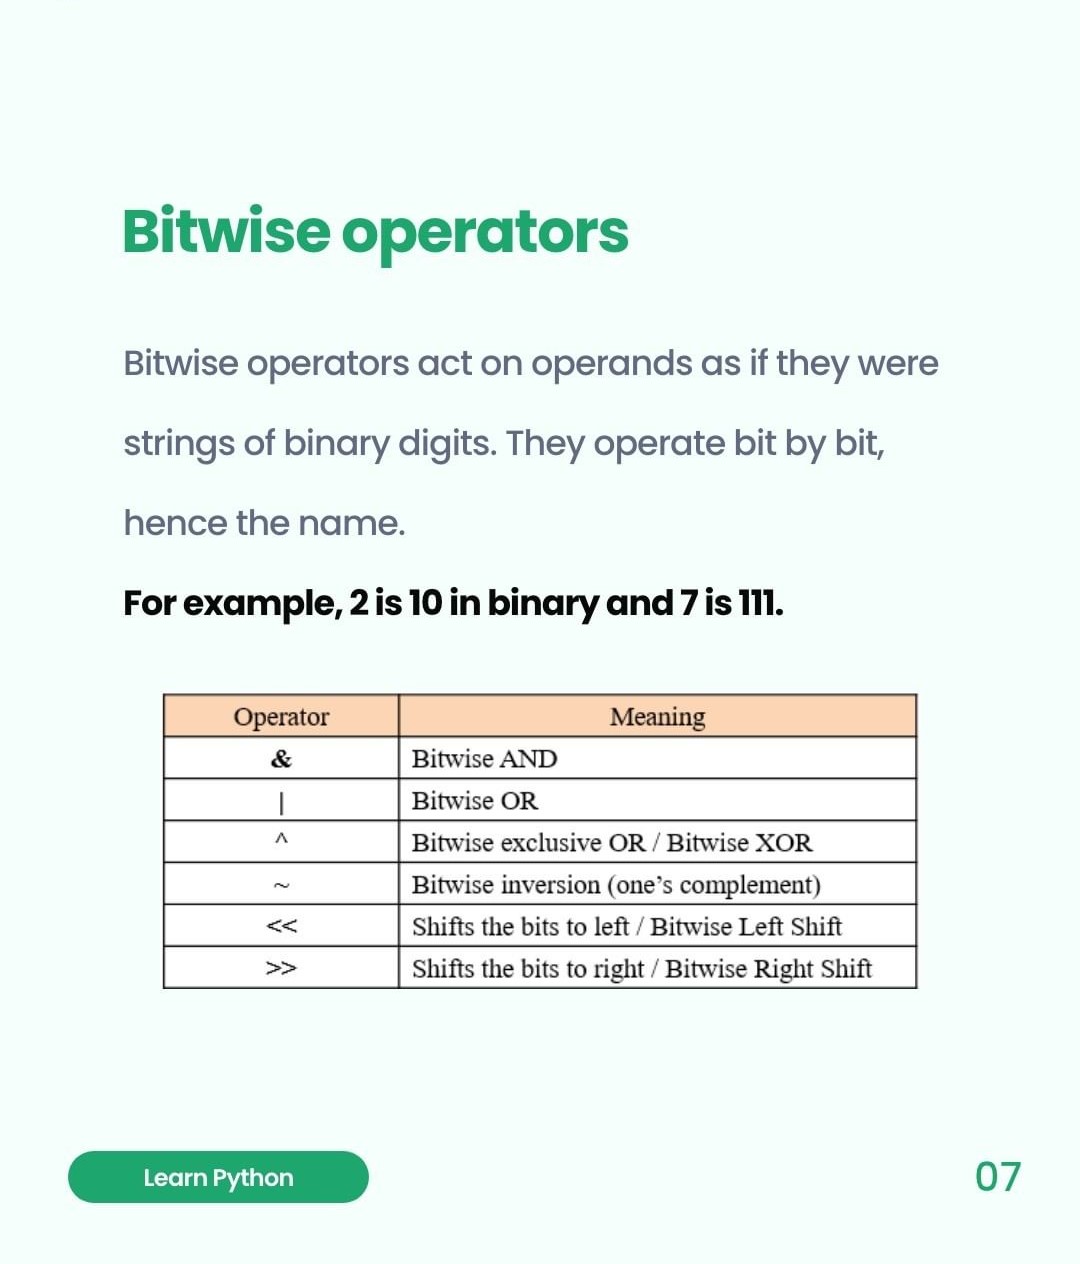 Bitwise operators
Bitwise operators act on operands as if they were
strings of binary digits. They operate bit by bit,
hence the name.
For example, 2 is 10 in binary and 7 is 111.
Operator Meaning
& Bitwise AND
| Bitwise OR
^ Bitwise exclusive OR / Bitwise XOR
~ Bitwise inversion (one’s complement)
<< Shifts the bits to left / Bitwise Left Shift
>> Shifts the bits to right / Bitwise Right Shift
Learn Python
07